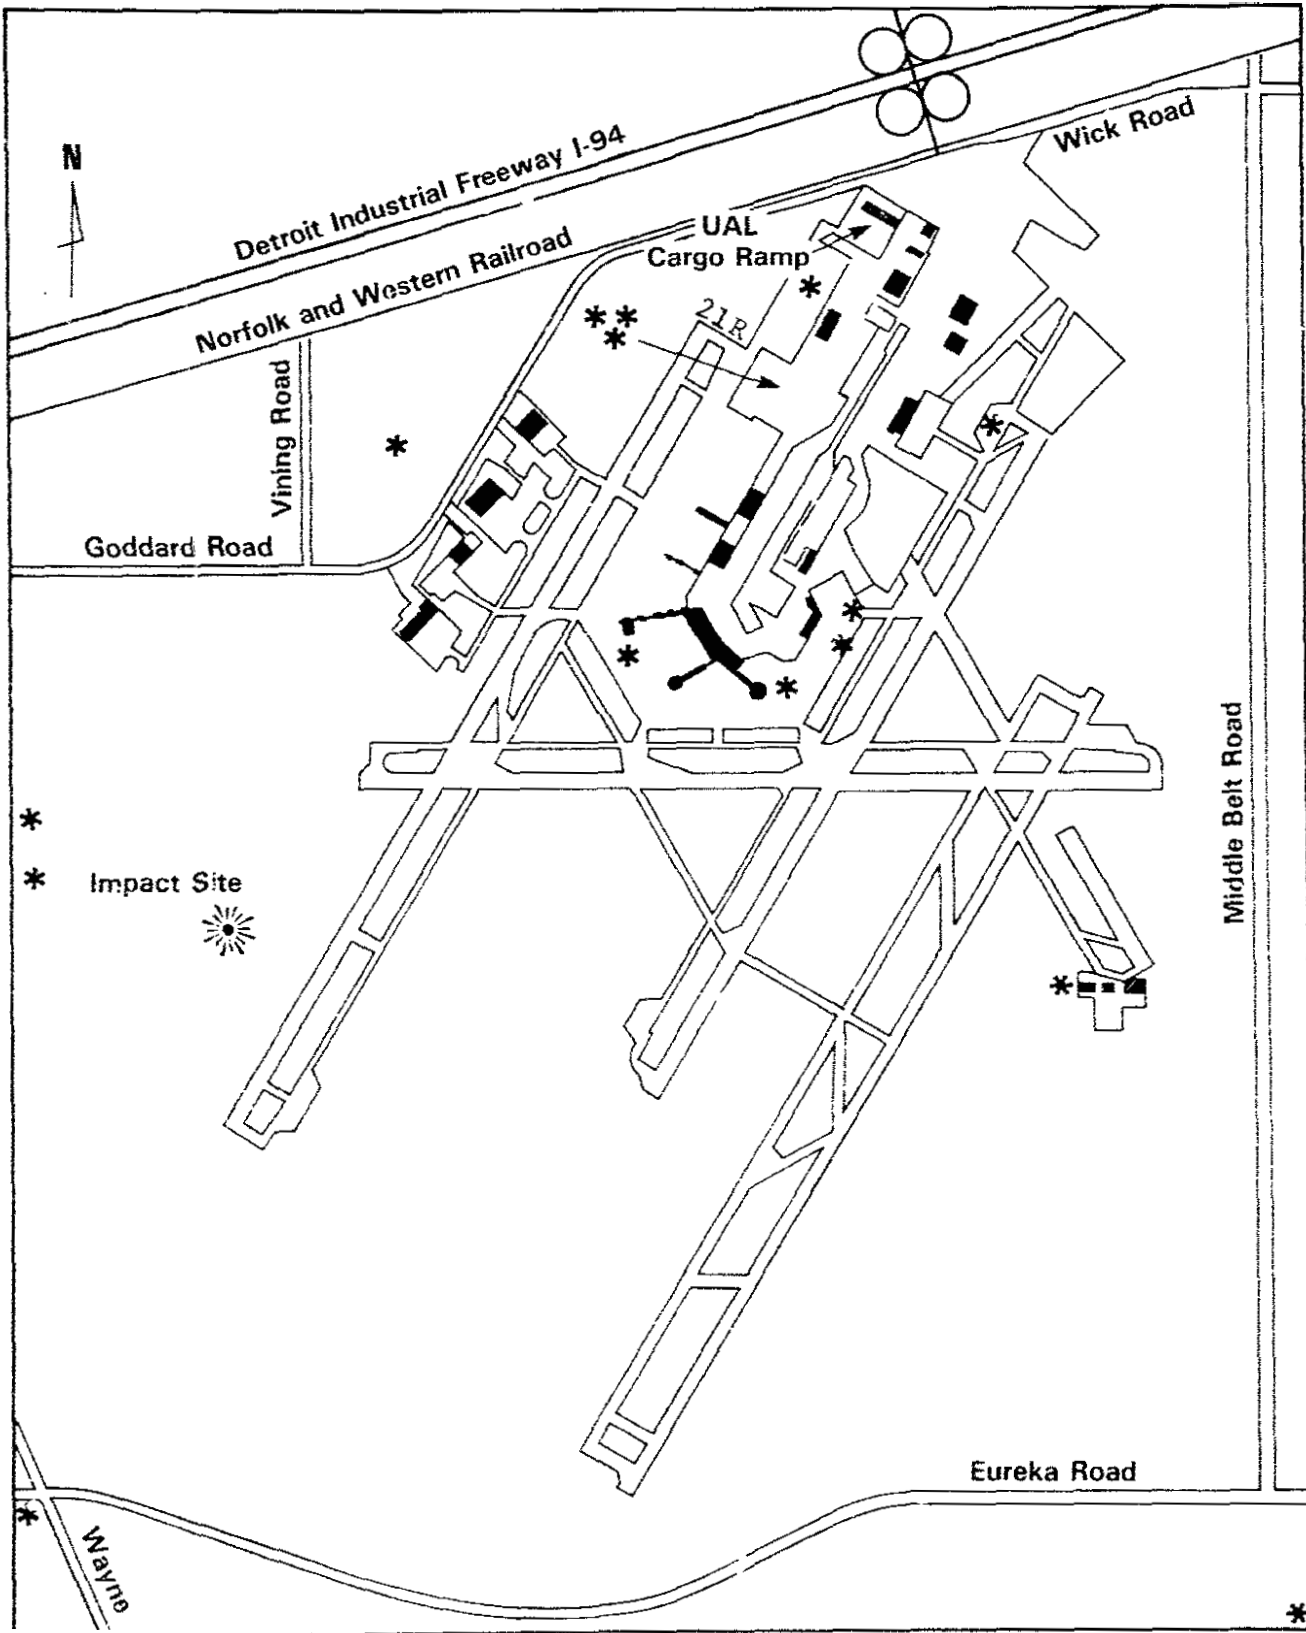 N
Detroit Industrial Freeway I-94
Wick Road
UAL
Cargo Ramp
Norfolk and Western Railroad
21R
Vining Road
Goddard Road
Impact Site
Middle Belt Road
Eureka Road
Wayne